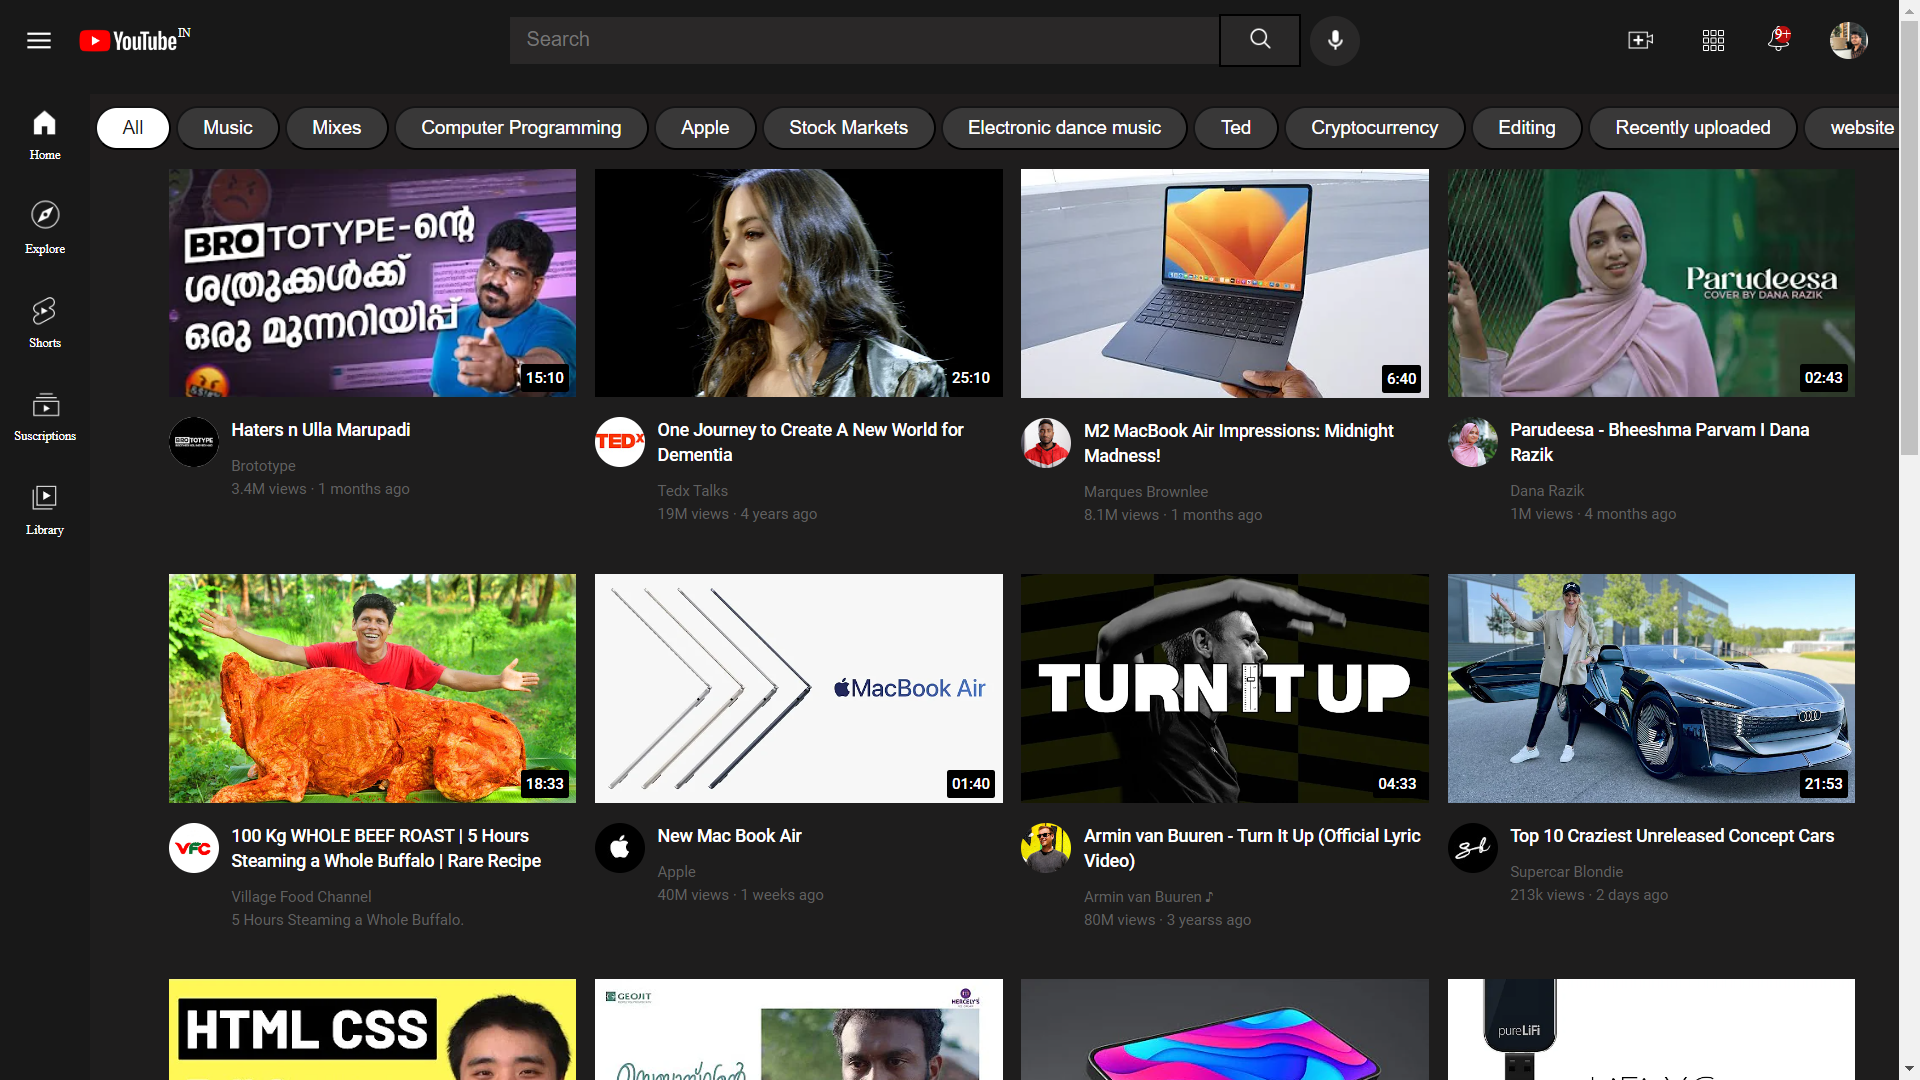 YouTube IN
Search
9+
All
Music
Mixes
Computer Programming
Apple
Stock Markets
Electronic dance music
Ted
Cryptocurrency
Editing
Recently uploaded
website
Home
Explore
Shorts
Suscriptions
Library
BROTOTYPE-ന്റെ
ശത്രുക്കൾക്ക്
ഒരു മുന്നറിയിപ്പ്
15:10
25:10
6:40
Parudeesa
COVER BY DANA RAZIK
02:43
BROTOTYPE
Haters n Ulla Marupadi
Brototype
3.4M views · 1 months ago
TEDx
One Journey to Create A New World for
Dementia
Tedx Talks
19M views · 4 years ago
M2 MacBook Air Impressions: Midnight
Madness!
Marques Brownlee
8.1M views · 1 months ago
Parudeesa - Bheeshma Parvam I Dana
Razik
Dana Razik
1M views · 4 months ago
18:33
MacBook Air
01:40
TURN IT UP
04:33
21:53
VFC
100 Kg WHOLE BEEF ROAST | 5 Hours
Steaming a Whole Buffalo | Rare Recipe
Village Food Channel
5 Hours Steaming a Whole Buffalo.
New Mac Book Air
Apple
40M views · 1 weeks ago
Armin van Buuren - Turn It Up (Official Lyric
Video)
Armin van Buuren ♪
80M views · 3 yearss ago
Top 10 Craziest Unreleased Concept Cars
Supercar Blondie
213k views · 2 days ago
HTML CSS
GEOJIT
HERCELY'S
pureLiFi